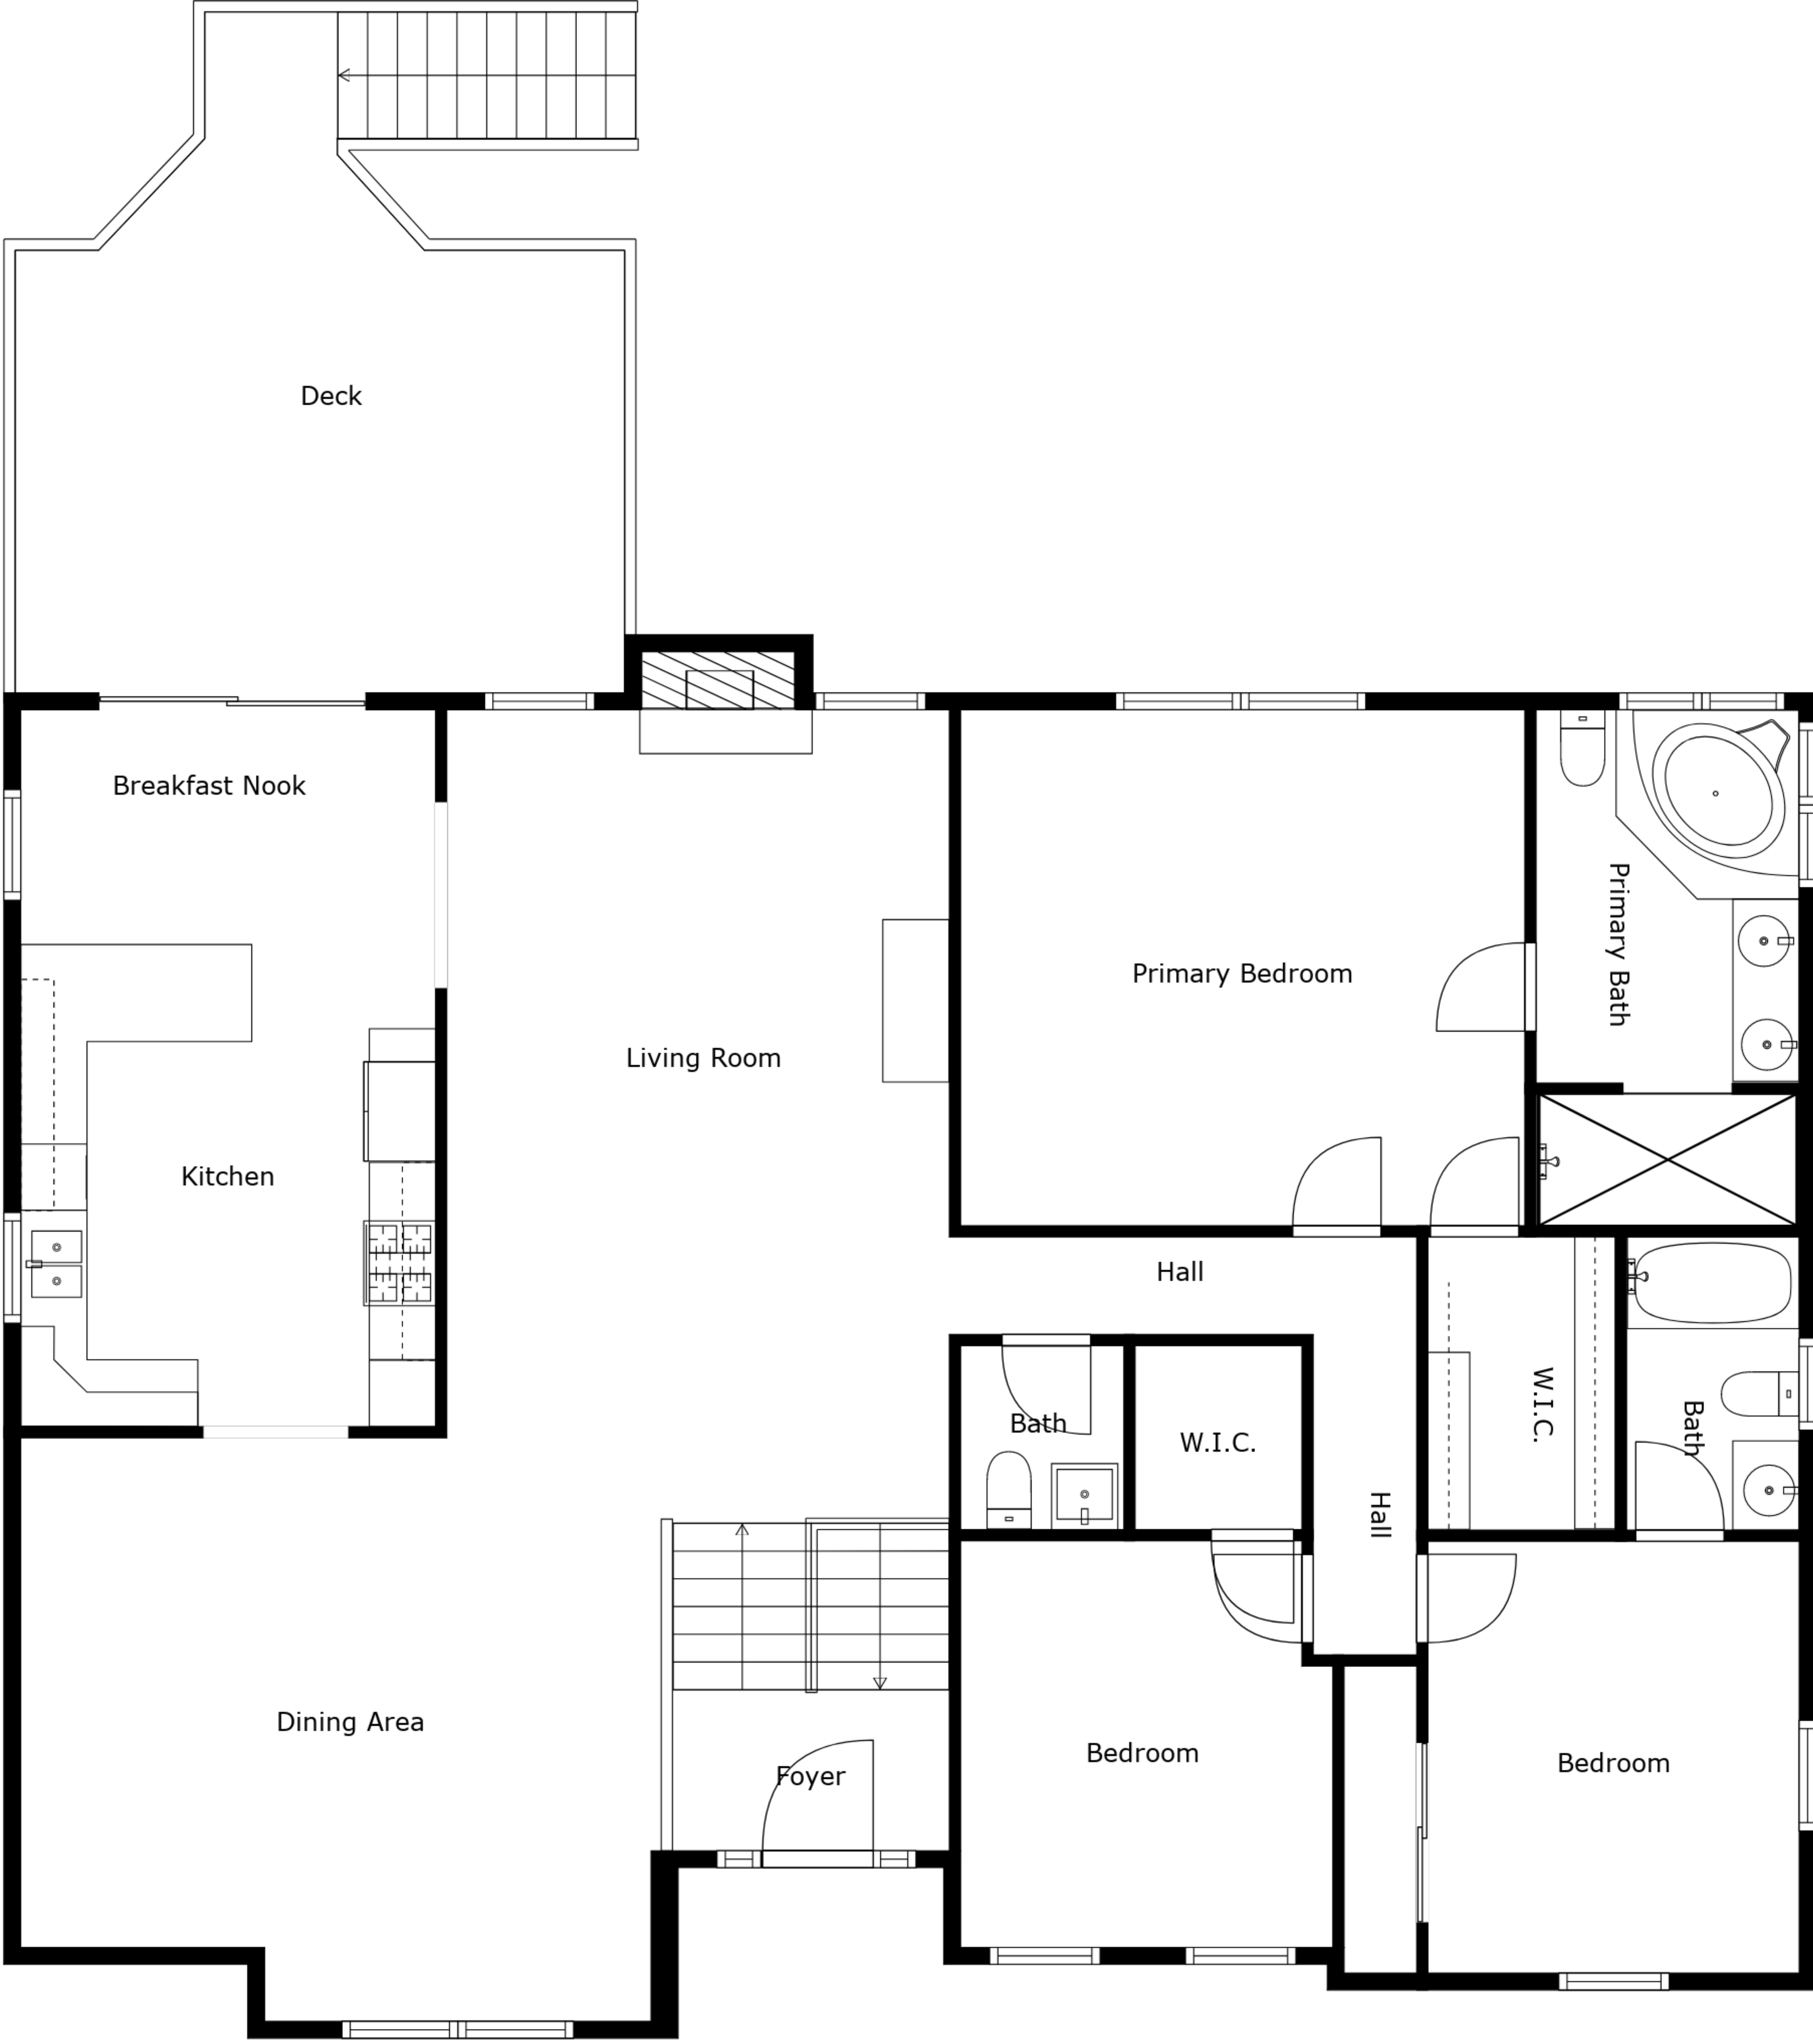 Deck
Breakfast Nook
Primary Bath
Primary Bedroom
Living Room
Kitchen
Hall
W.I.C.
Bath
Bath
W.I.C.
Hall
Dining Area
Bedroom
Bedroom
Foyer